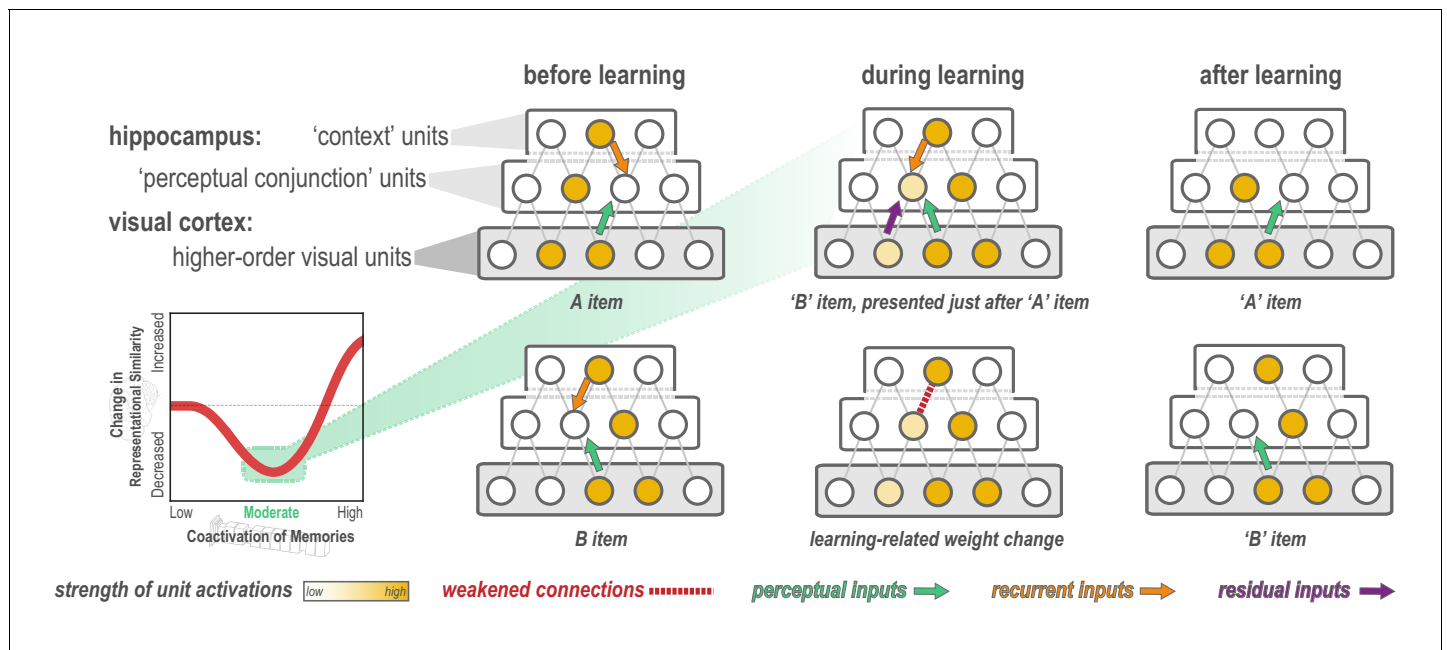 before learning
during learning
after learning
hippocampus: ‘context’ units
‘perceptual conjunction’ units
visual cortex:
higher-order visual units
A item
‘B’ item, presented just after ‘A’ item
‘A’ item
Change in
Representational Similarity
Increased
Decreased
Low
Moderate
High
Coactivation of Memories
B item
learning-related weight change
‘B’ item
strength of unit activations
low
high
weakened connections
perceptual inputs
recurrent inputs
residual inputs